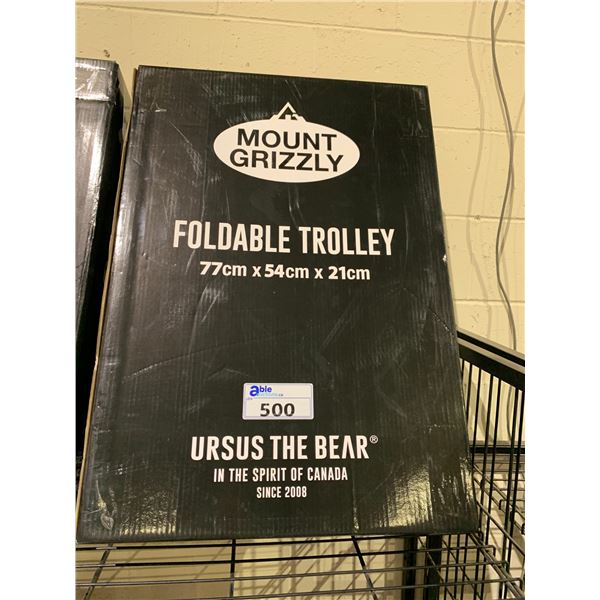 MOUNT
GRIZZLY
FOLDABLE TROLLEY
77cm x 54cm x 21cm
able
500
URSUS THE BEAR®
IN THE SPIRIT OF CANADA
SINCE 2008